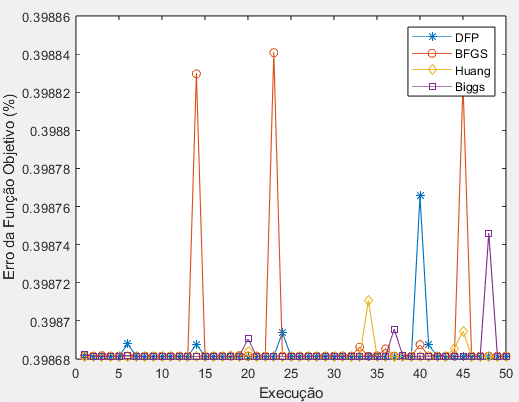 0.39886
0.39884
0.39882
0.3988
0.39878
0.39876
0.39874
0.39872
0.3987
0.39868
Erro da Função Objetivo (%)
DFP
BFGS
Huang
Biggs
0 5 10 15 20 25 30 35 40 45 50
Execução